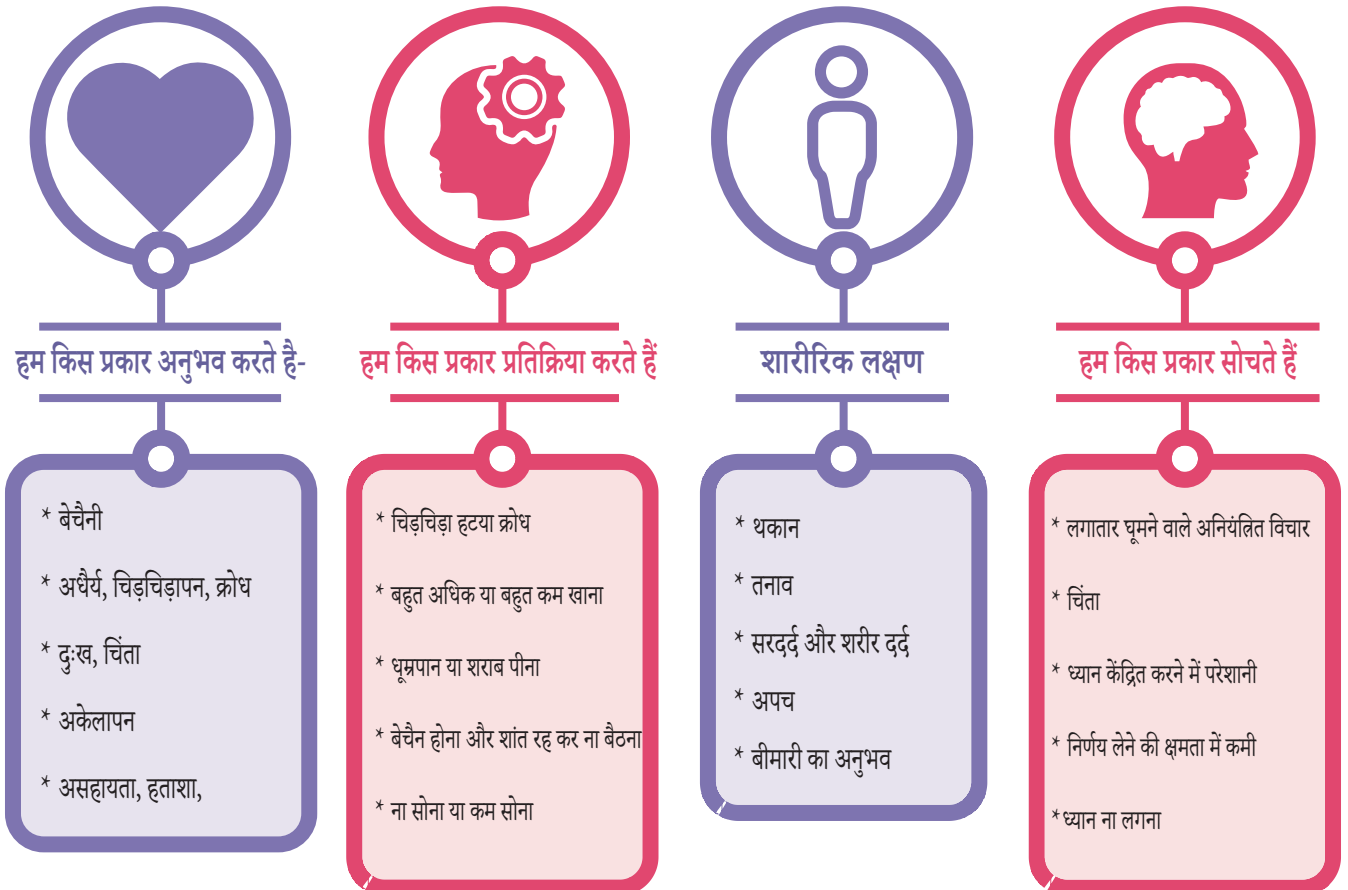 हम किस प्रकार अनुभव करते है-
* बेचैनी
* अधैर्य, चिड़चिड़ापन, क्रोध
* दुःख, चिंता
* अकेलापन
* असहायता, हताशा,
हम किस प्रकार प्रतिक्रिया करते हैं
* चिड़चिड़ा हटया क्रोध
* बहुत अधिक या बहुत कम खाना
* धूम्रपान या शराब पीना
* बेचैन होना और शांत रह कर ना बैठना
* ना सोना या कम सोना
शारीरिक लक्षण
* थकान
* तनाव
* सरदर्द और शरीर दर्द
* अपच
* बीमारी का अनुभव
हम किस प्रकार सोचते हैं
* लगातार घूमने वाले अनियंत्रित विचार
* चिंता
* ध्यान केंद्रित करने में परेशानी
* निर्णय लेने की क्षमता में कमी
* ध्यान ना लगना